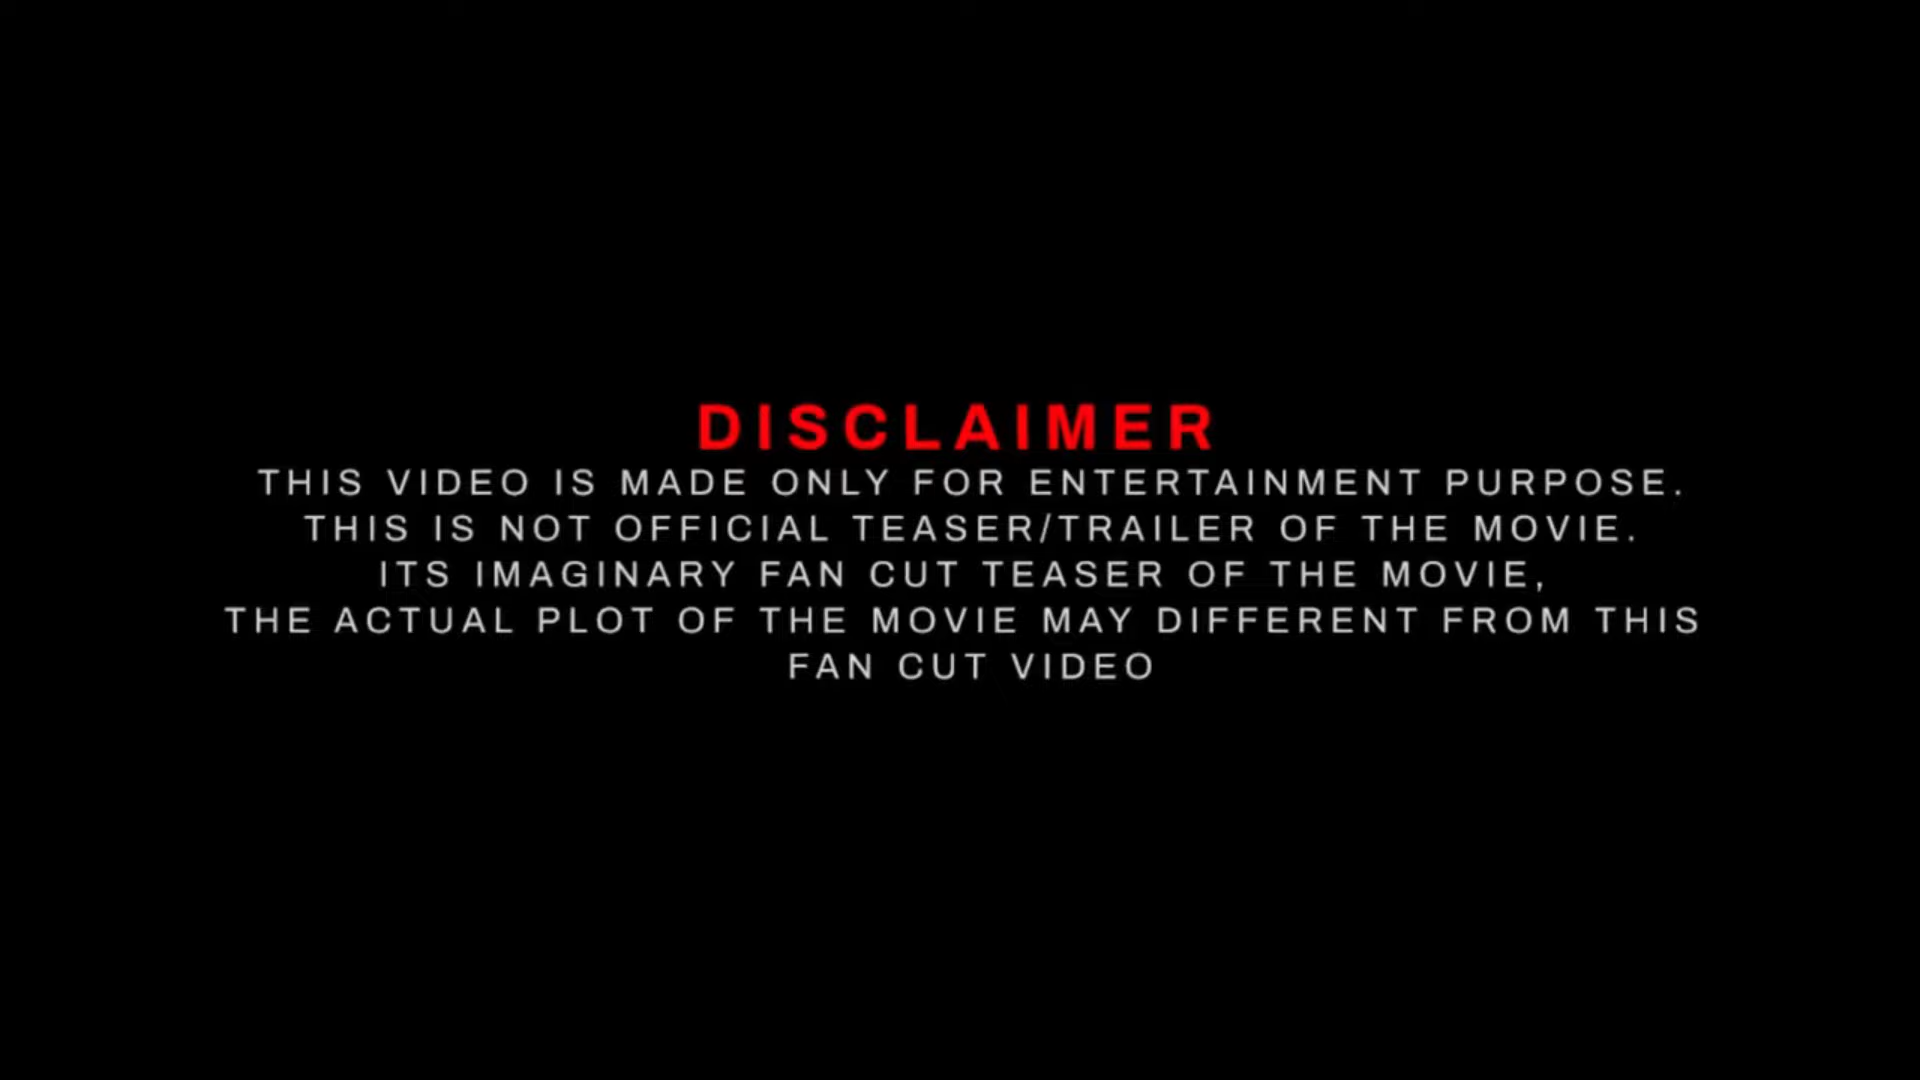 DISCLAIMER
THIS VIDEO IS MADE ONLY FOR ENTERTAINMENT PURPOSE.
THIS IS NOT OFFICIAL TEASER/TRAILER OF THE MOVIE.
ITS IMAGINARY FAN CUT TEASER OF THE MOVIE,
THE ACTUAL PLOT OF THE MOVIE MAY DIFFERENT FROM THIS
FAN CUT VIDEO